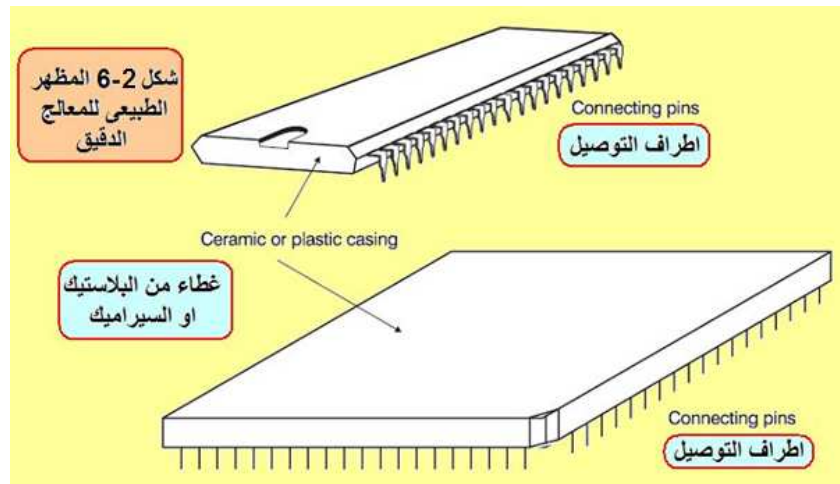 شكل 2-6 المظهر
الطبيعى للمعالج
الدقيق
Connecting pins
اطراف التوصيل
Ceramic or plastic casing
غطاء من البلاستيك
او السيراميك
Connecting pins
اطراف التوصيل